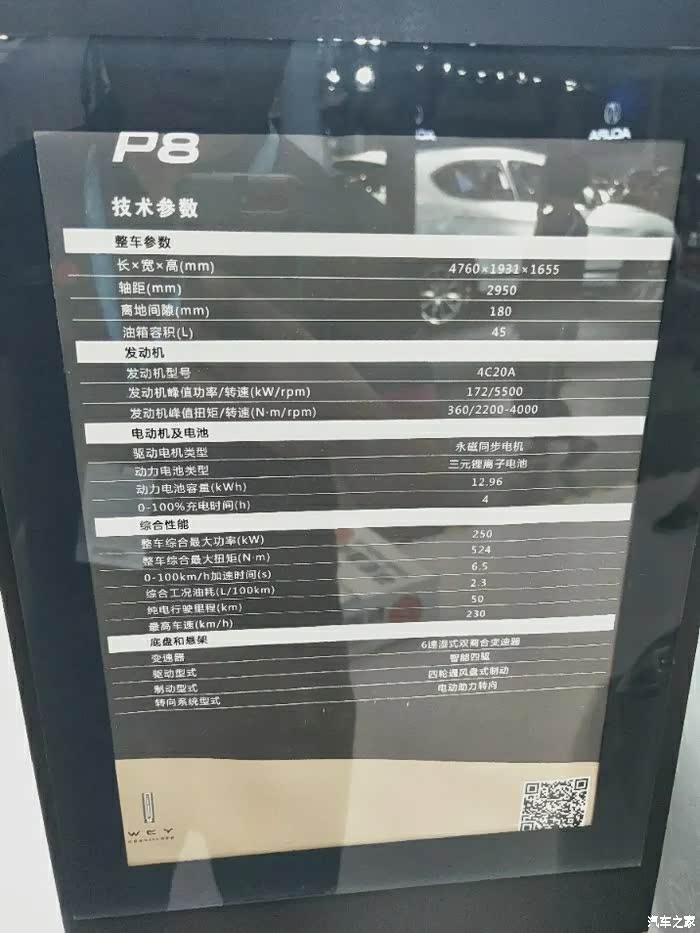 ARUDA
P8
技术参数
整车参数
长×宽×高(mm) 4760×1931×1655
轴距(mm) 2950
离地间隙(mm) 180
油箱容积(L) 45
发动机
发动机型号 4C20A
发动机峰值功率/转速(kW/rpm) 172/5500
发动机峰值扭矩/转速(N·m/rpm) 360/2200-4000
电动机及电池
驱动电机类型 永磁同步电机
动力电池类型 三元锂离子电池
动力电池容量(kWh) 12.96
0-100%充电时间(h) 4
综合性能
整车综合最大功率(kW) 250
整车综合最大扭矩(N·m) 524
0-100km/h加速时间(s) 6.5
综合工况油耗(L/100km) 2.3
纯电行驶里程(km) 50
最高车速(km/h) 230
底盘和悬架
变速器 6速湿式双离合变速器
驱动型式 智能四驱
制动型式 四轮通风盘式制动
转向系统型式 电动助力转向
WEY
汽车之家